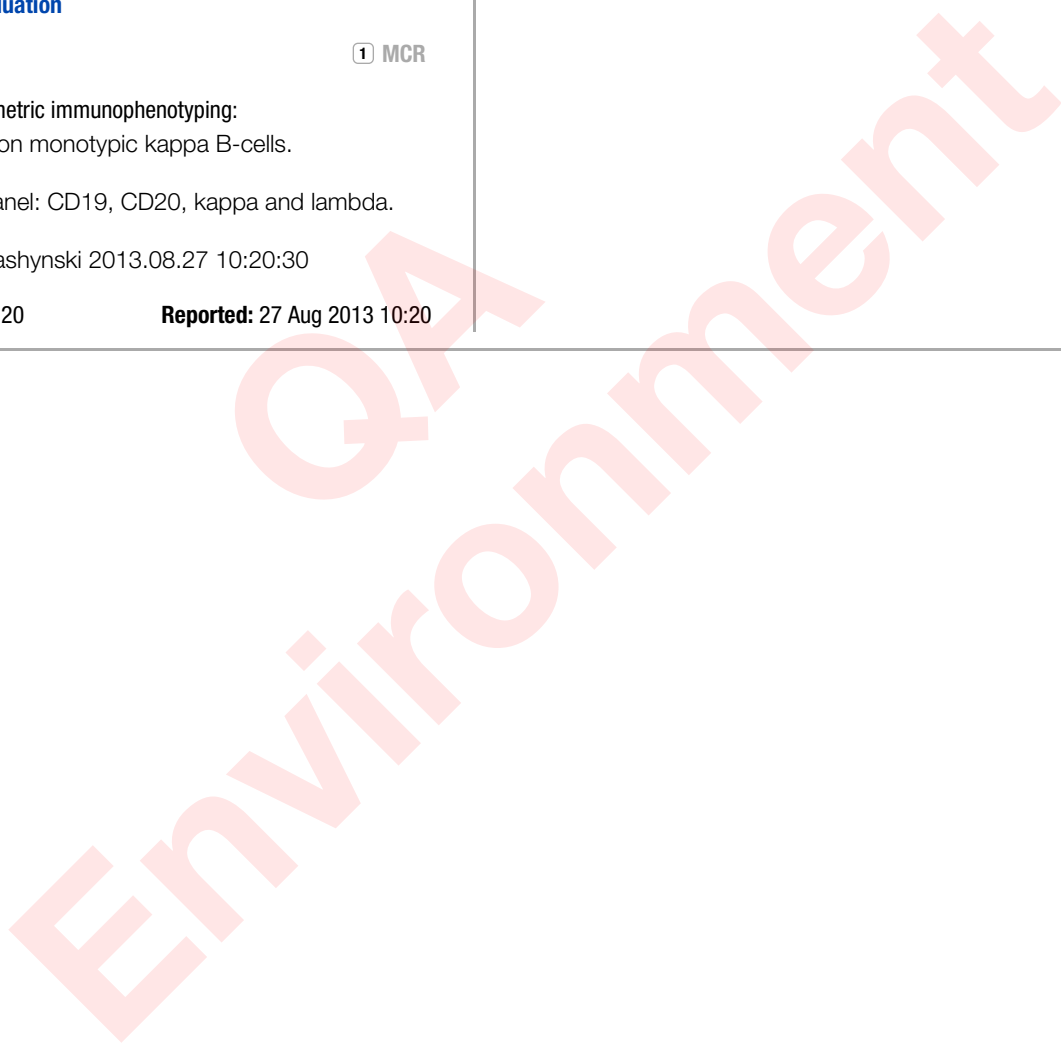 luation
1 MCR
netric immunophenotyping:
on monotypic kappa B-cells.
anel: CD19, CD20, kappa and lambda.
ashynski 2013.08.27 10:20:30
20 Reported: 27 Aug 2013 10:20
QA
Environment